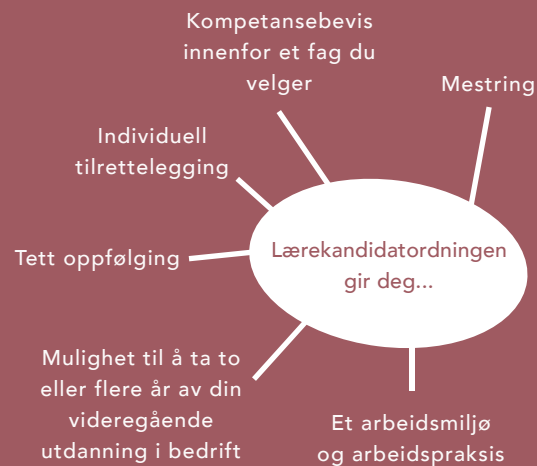 Kompetansebevis
innenfor et fag du
velger
Mestring
Individuell
tilrettelegging
Tett oppfølging
Lærekandidatordningen
gir deg...
Mulighet til å ta to
eller flere år av din
videregående
utdanning i bedrift
Et arbeidsmiljø
og arbeidspraksis